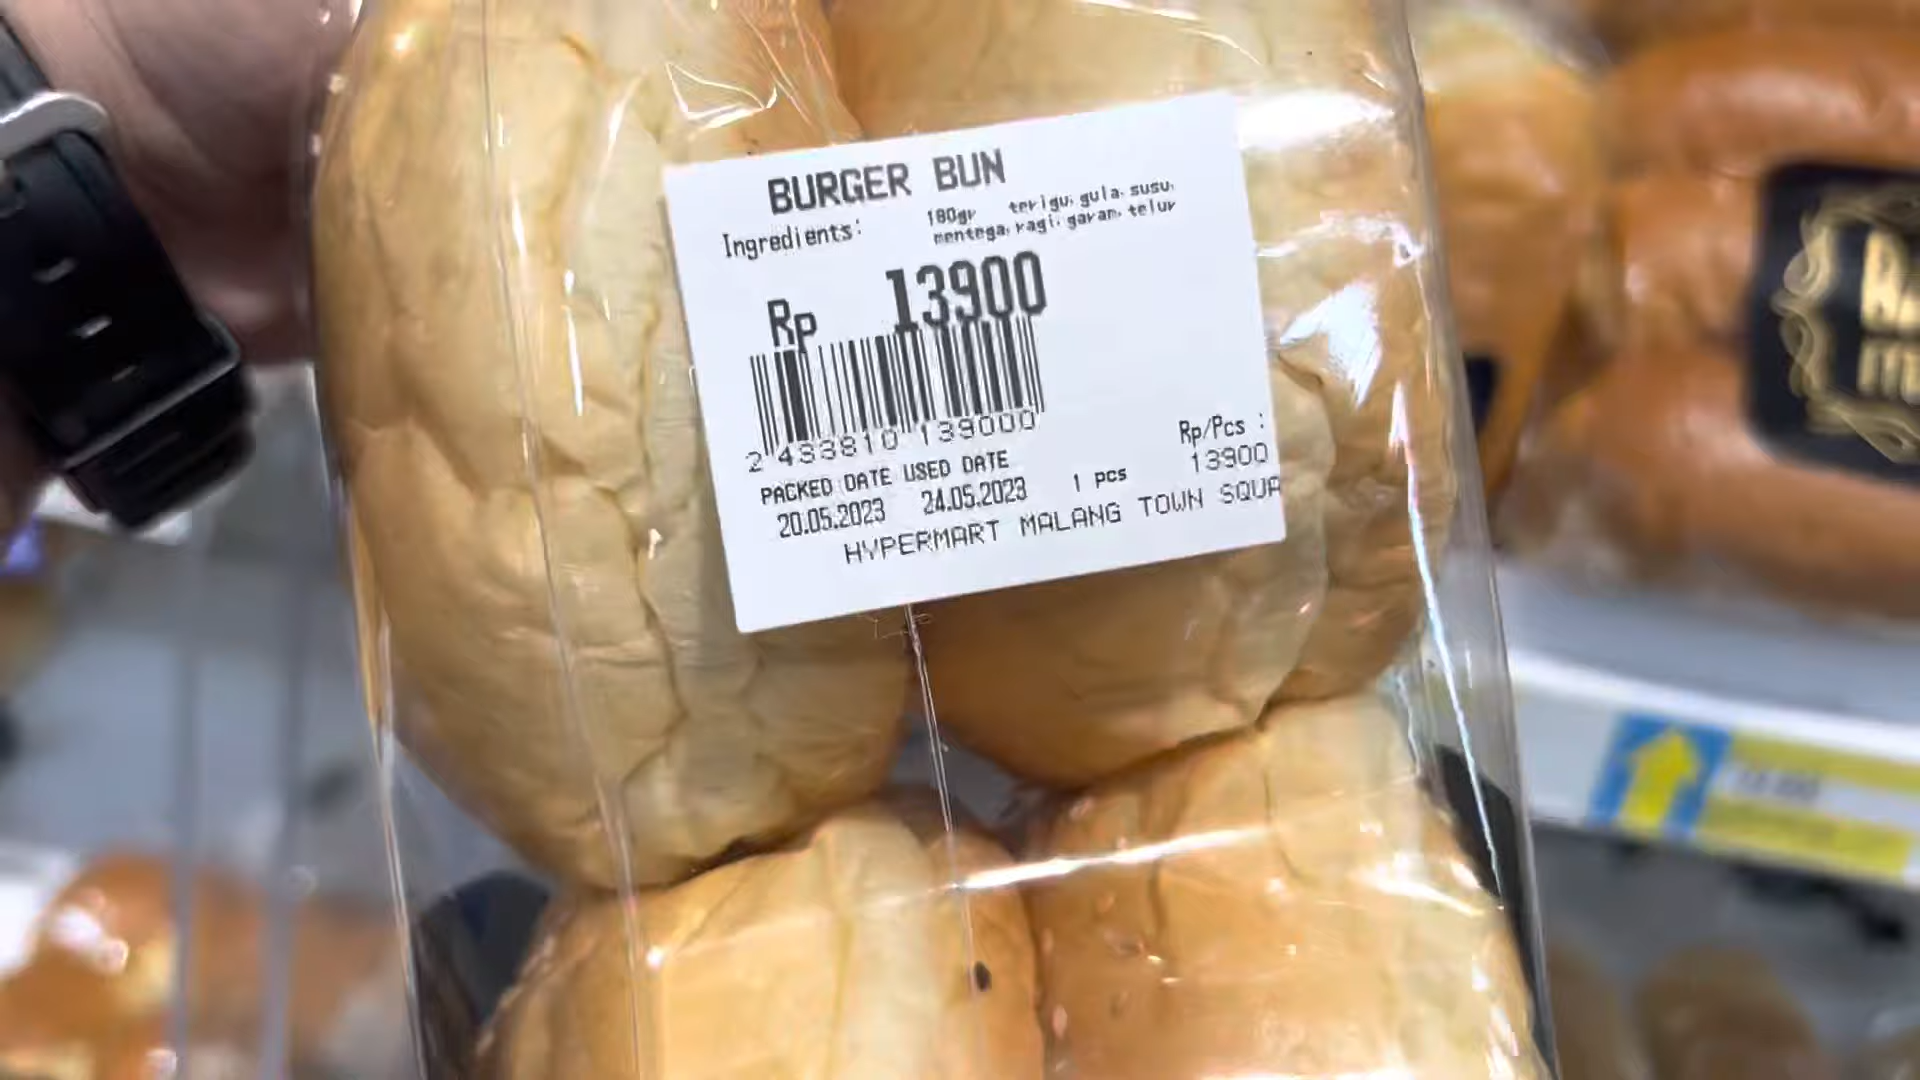 BURGER BUN
Ingredients: 180gr terigu, gula, susu,
mentega, ragi, garam, telur
Rp 13900
2 433810 139000
PACKED DATE USED DATE
20.05.2023 24.05.2023 1 pcs
Rp/Pcs :
13900
HYPERMART MALANG TOWN SQUA